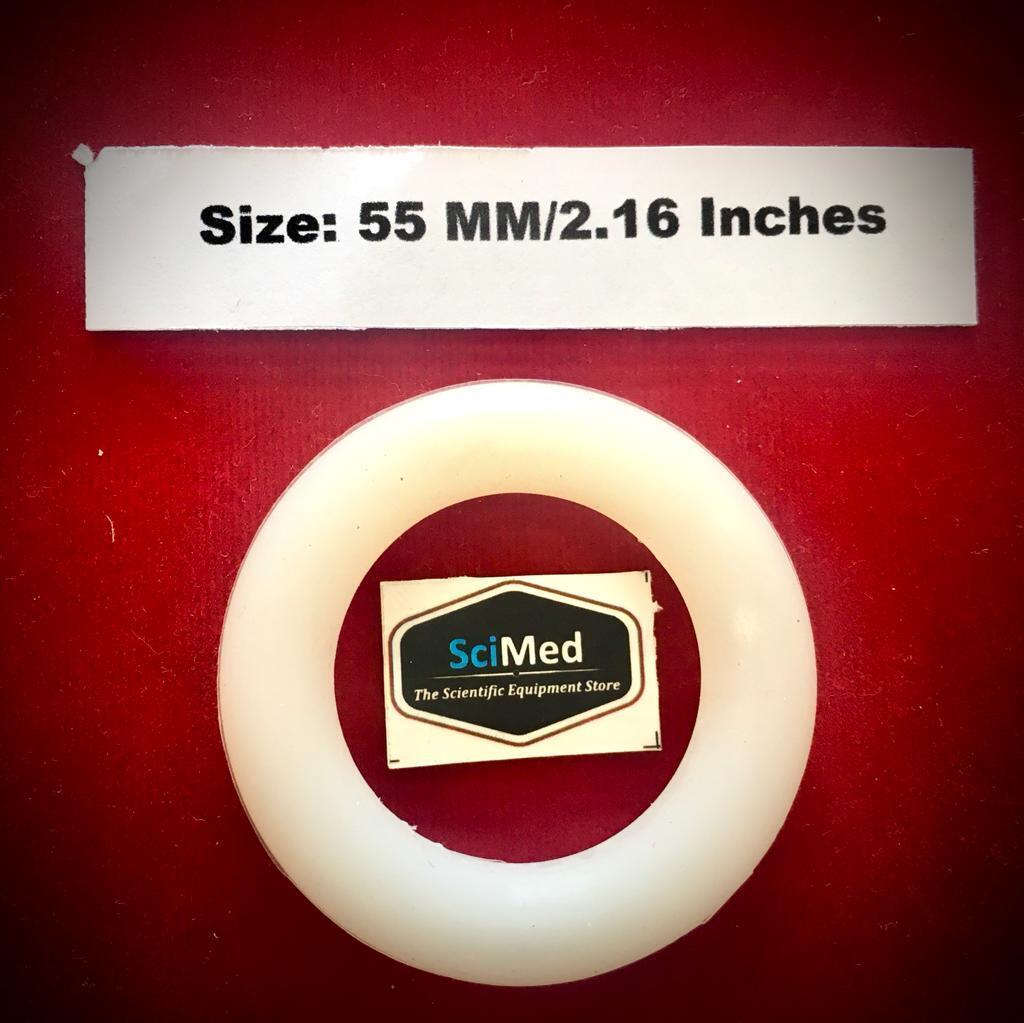 Size: 55 MM/2.16 Inches
SciMed
The Scientific Equipment Store